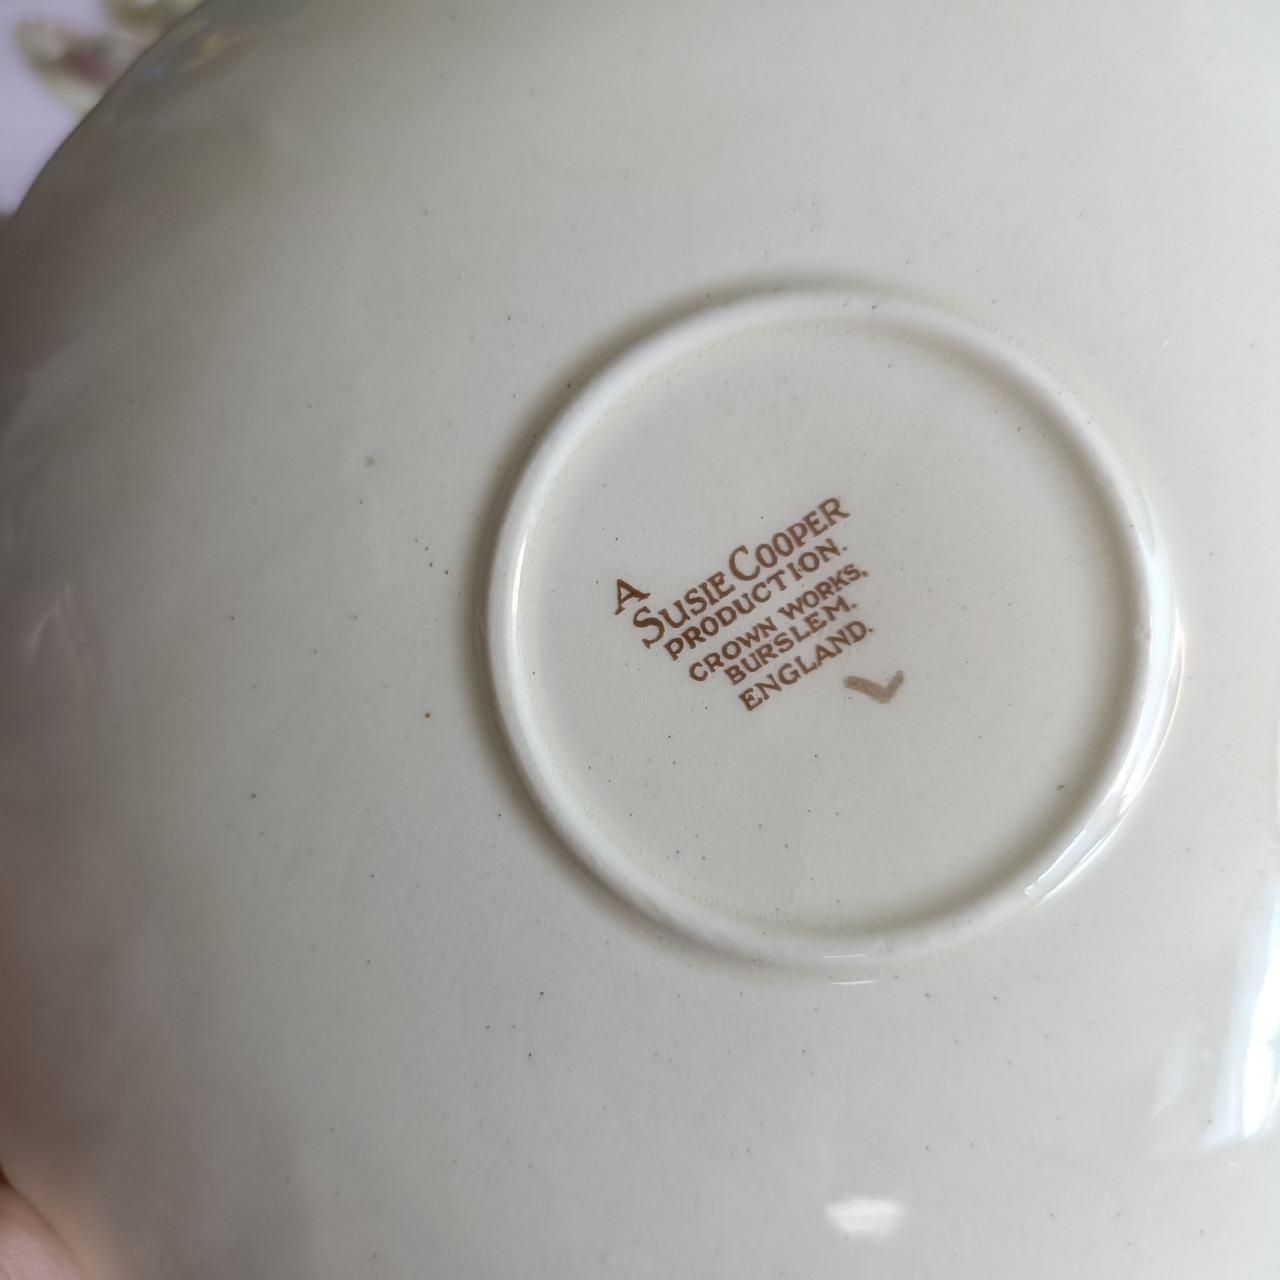 A
SUSIE COOPER
PRODUCTION.
CROWN WORKS,
BURSLEM.
ENGLAND.